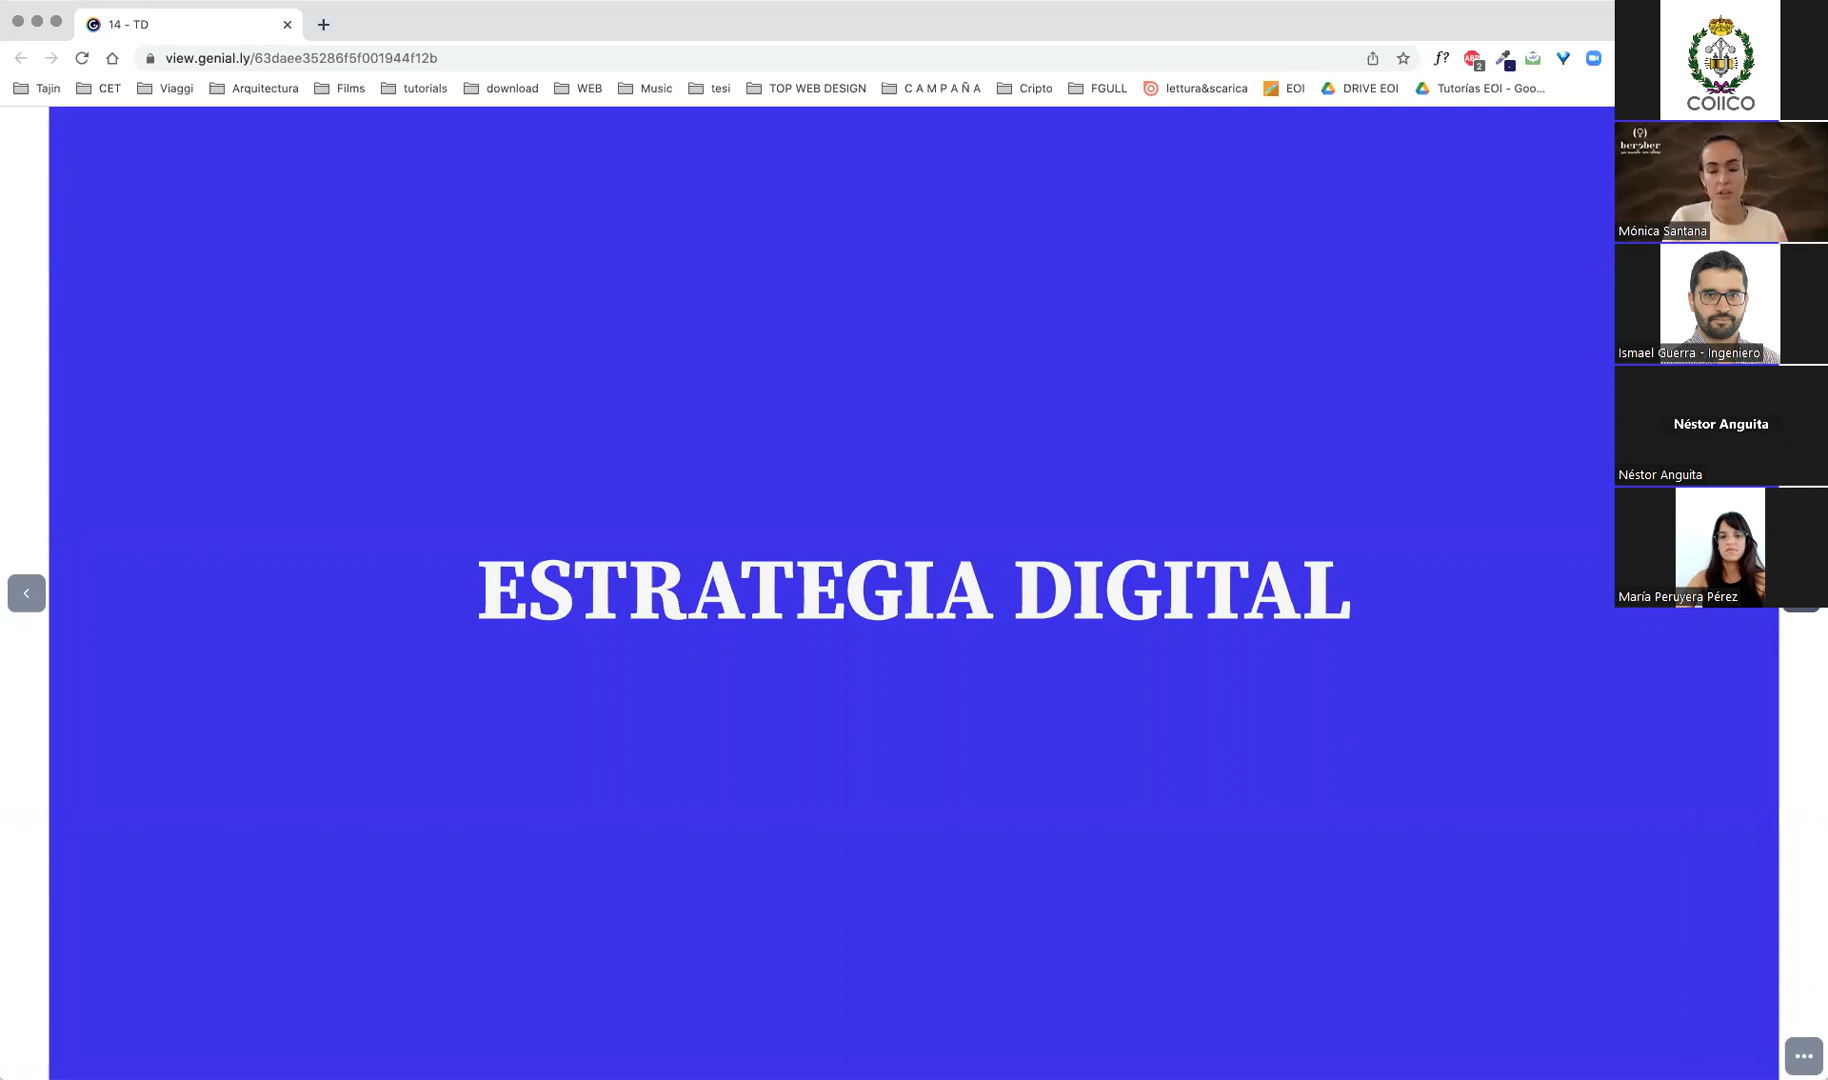 14 - TD
view.genial.ly/63daee35286f5f001944f12b
Tajin CET Viaggi Arquitectura Films tutorials download WEB Music tesi TOP WEB DESIGN C A M P A Ñ A Cripto FGULL lettura&scarica EOI DRIVE EOI Tutorías EOI - Goo...
ESTRATEGIA DIGITAL
COIICO
Mónica Santana
Ismael Guerra - Ingeniero
Néstor Anguita
Néstor Anguita
María Peruyera Pérez